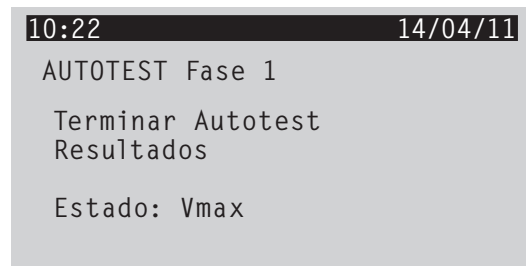 10:22 14/04/11
AUTOTEST Fase 1
Terminar Autotest
Resultados
Estado: Vmax